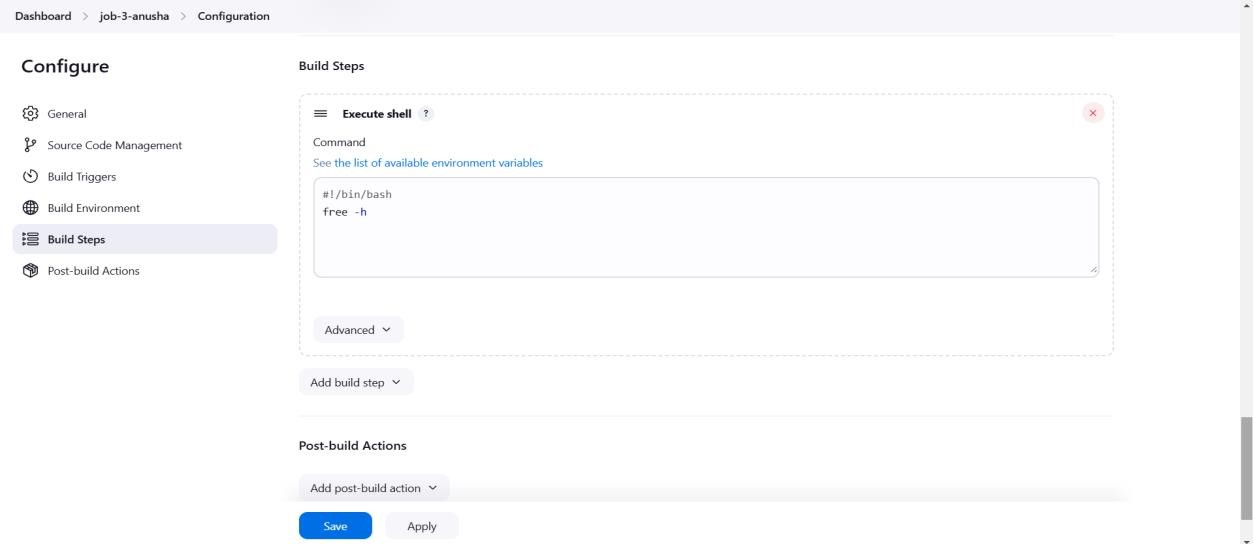 Dashboard > job-3-anusha > Configuration
Configure
General
Source Code Management
Build Triggers
Build Environment
Build Steps
Post-build Actions
Build Steps
Execute shell ?
Command
See the list of available environment variables
#!/bin/bash
free -h
Advanced
Add build step
Post-build Actions
Add post-build action
Save
Apply